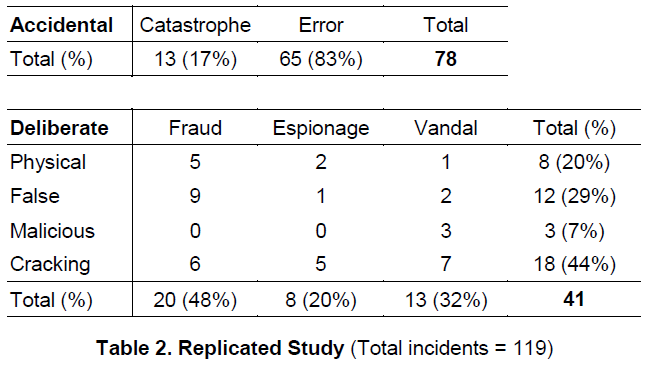 Accidental Catastrophe Error Total
Total (%) 13 (17%) 65 (83%) 78
Deliberate Fraud Espionage Vandal Total (%)
Physical 5 2 1 8 (20%)
False 9 1 2 12 (29%)
Malicious 0 0 3 3 (7%)
Cracking 6 5 7 18 (44%)
Total (%) 20 (48%) 8 (20%) 13 (32%) 41
Table 2. Replicated Study (Total incidents = 119)